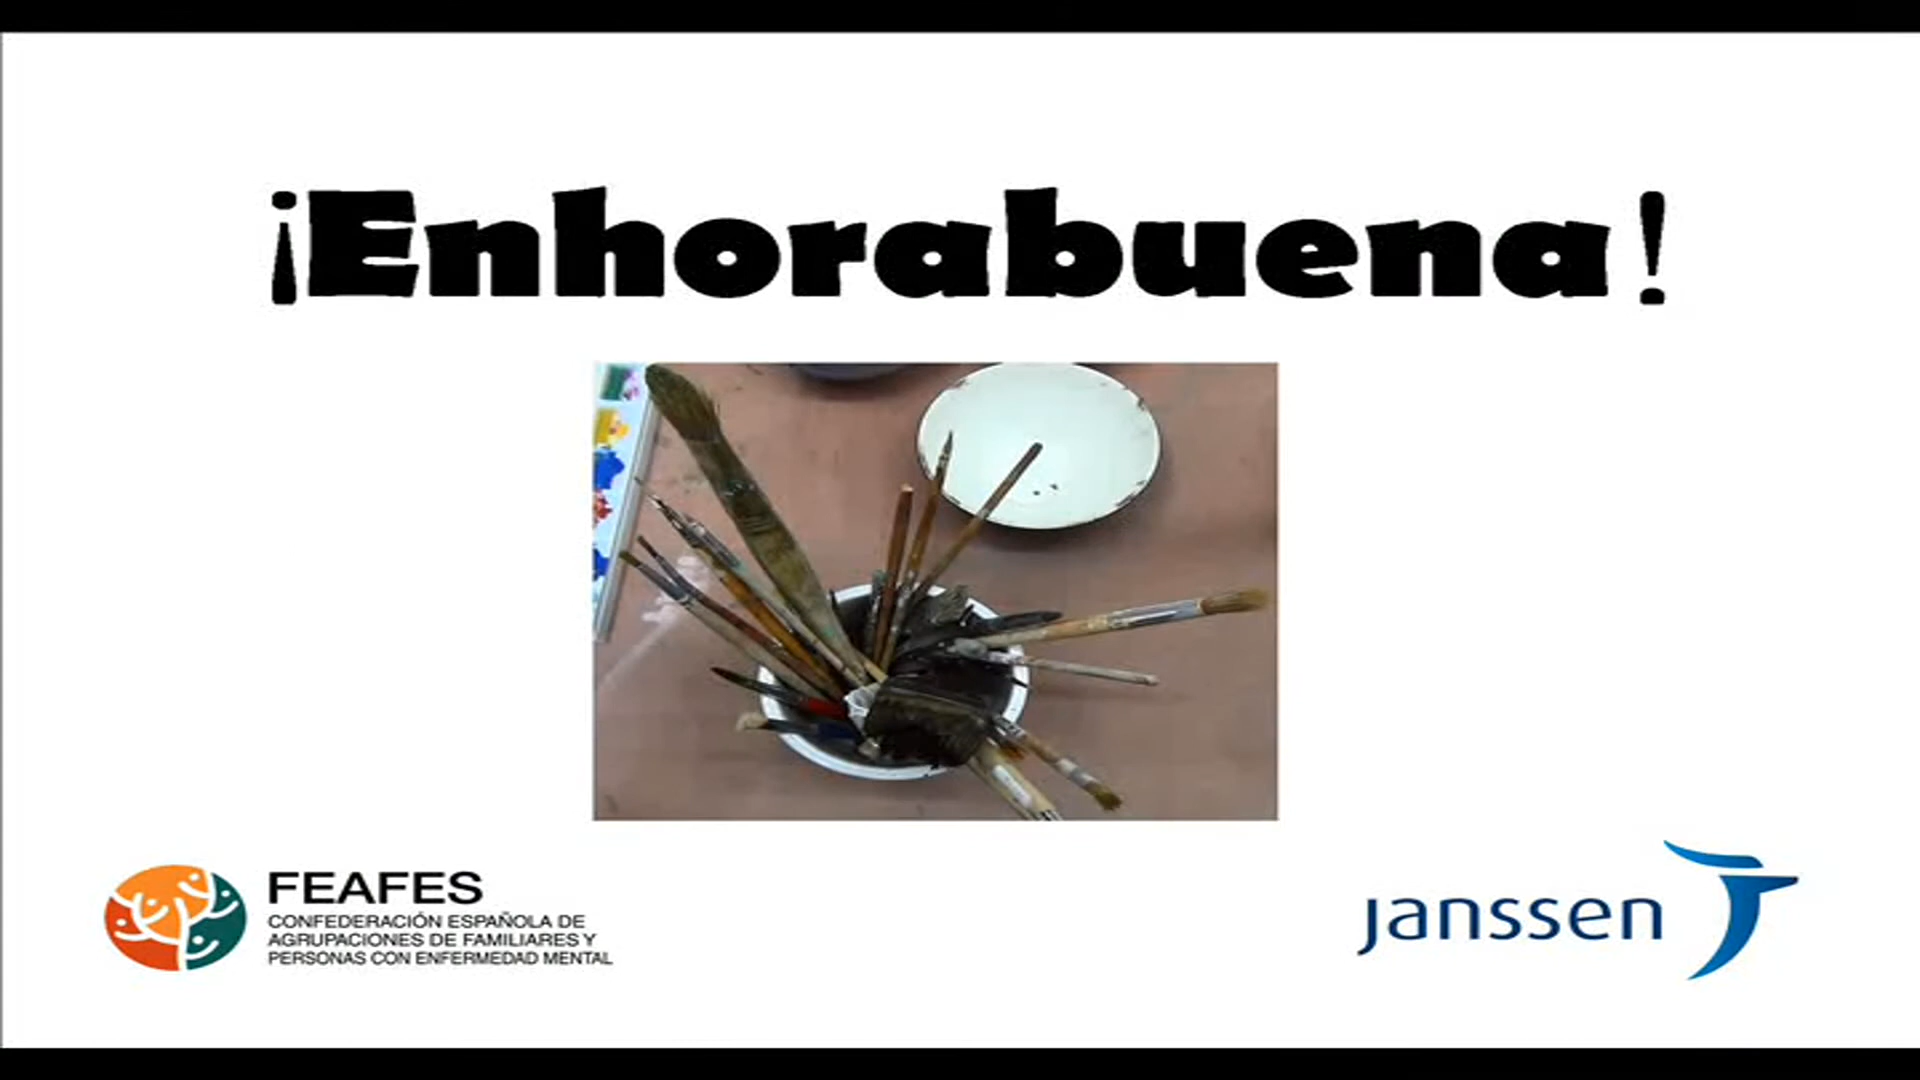 ¡Enhorabuena!
FEAFES
CONFEDERACIÓN ESPAÑOLA DE
AGRUPACIONES DE FAMILIARES Y
PERSONAS CON ENFERMEDAD MENTAL
janssen